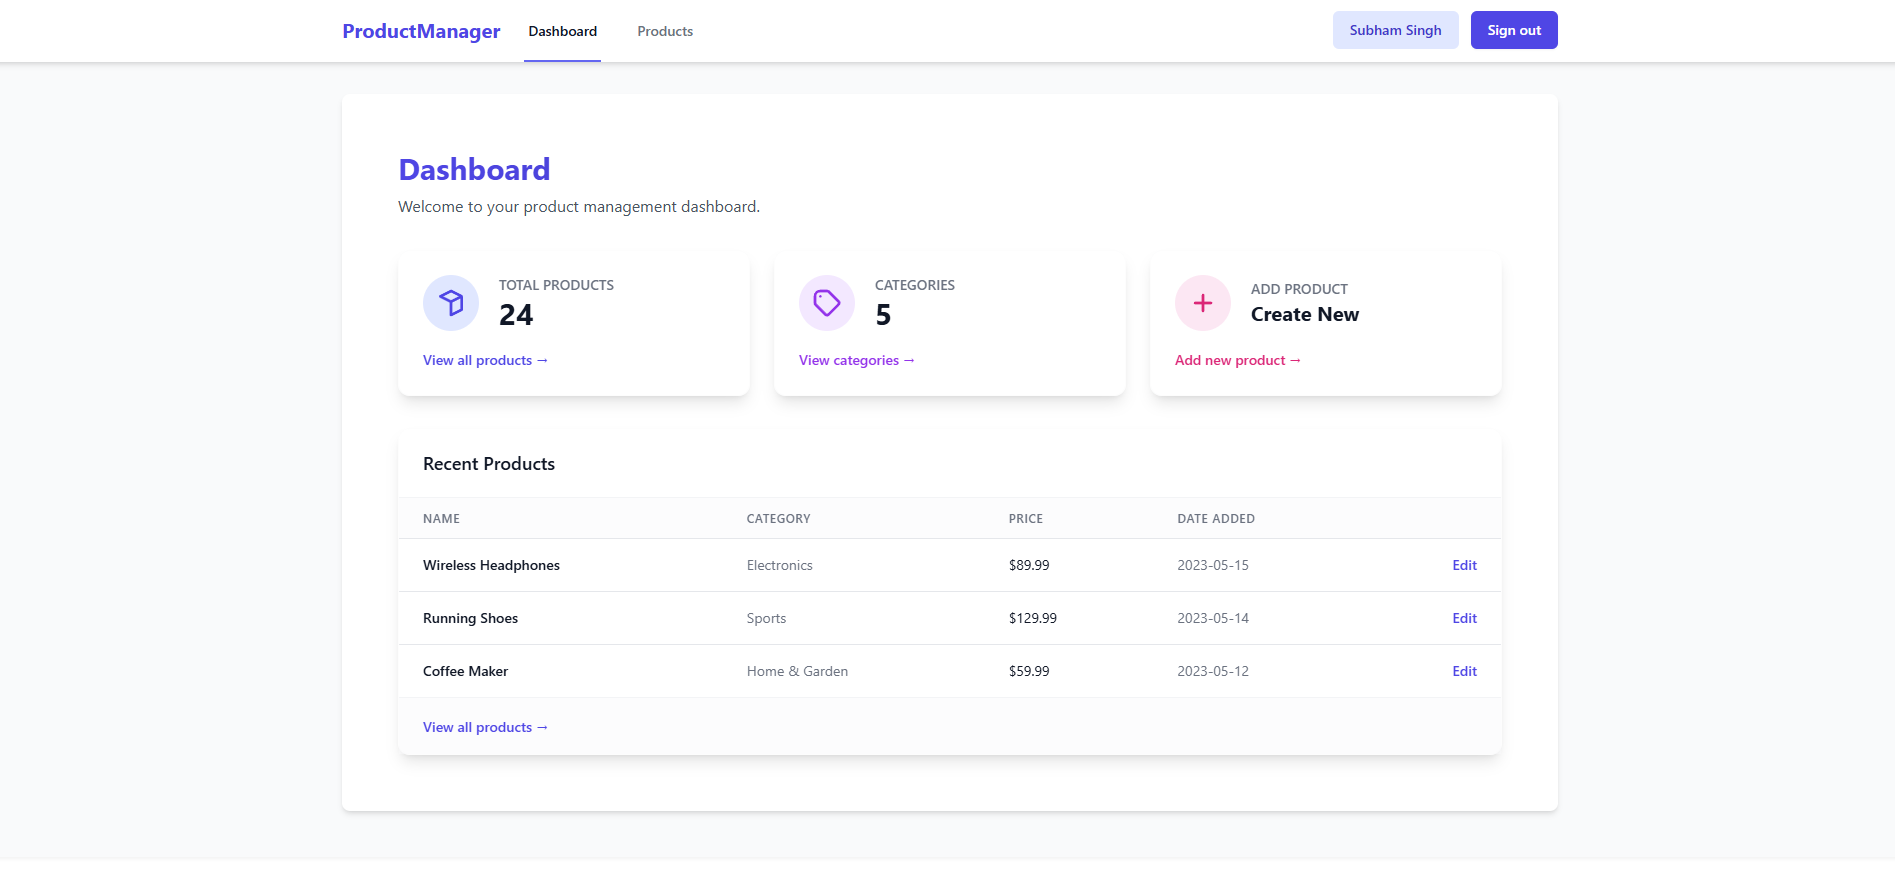 ProductManager Dashboard Products Subham Singh Sign out
Dashboard
Welcome to your product management dashboard.
TOTAL PRODUCTS
24
View all products →
CATEGORIES
5
View categories →
ADD PRODUCT
Create New
Add new product →
Recent Products
NAME CATEGORY PRICE DATE ADDED
Wireless Headphones Electronics $89.99 2023-05-15 Edit
Running Shoes Sports $129.99 2023-05-14 Edit
Coffee Maker Home & Garden $59.99 2023-05-12 Edit
View all products →